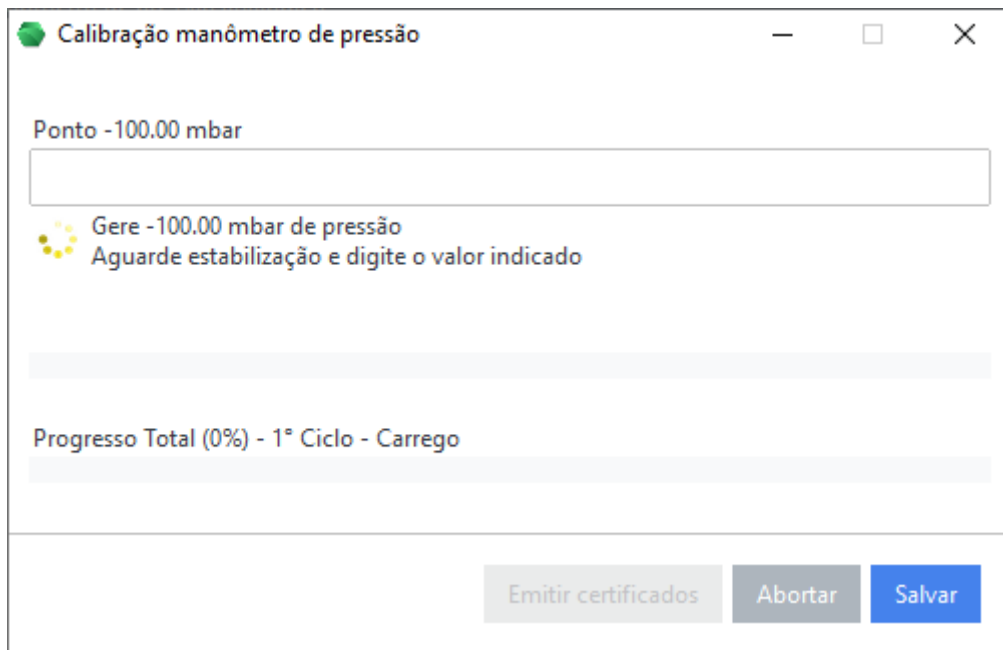 Calibração manômetro de pressão
Ponto -100.00 mbar
Gere -100.00 mbar de pressão
Aguarde estabilização e digite o valor indicado
Progresso Total (0%) - 1° Ciclo - Carrego
Emitir certificados
Abortar
Salvar